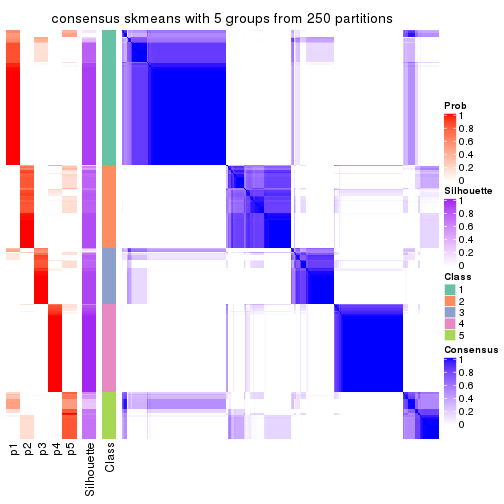 consensus skmeans with 5 groups from 250 partitions
Prob
1
0.8
0.6
0.4
0.2
0
Silhouette
1
0.8
0.6
0.4
0.2
0
Class
1
2
3
4
5
Consensus
1
0.8
0.6
0.4
0.2
0
p1
p2
p3
p4
p5
Silhouette
Class